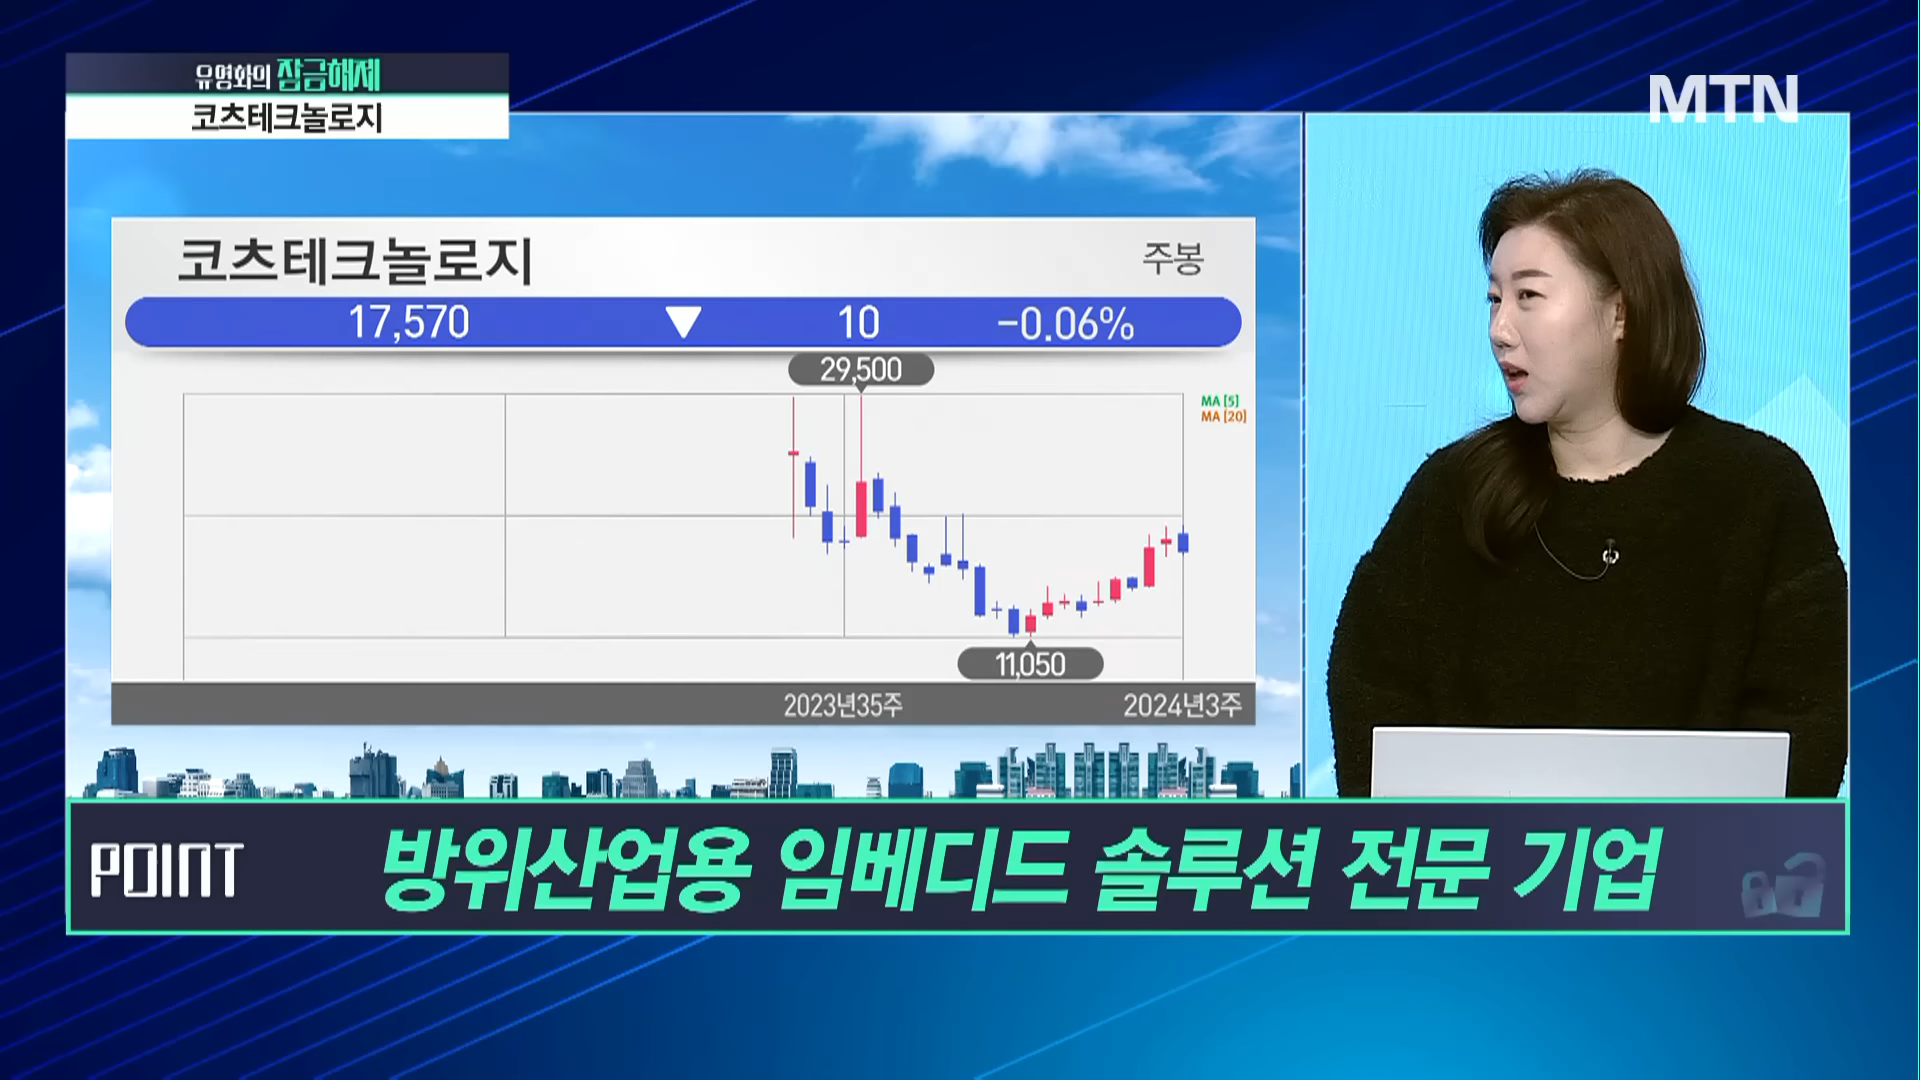 유영화의 잠금해제
코츠테크놀로지
MTN
코츠테크놀로지
주봉
17,570 ▼ 10 -0.06%
29,500
MA [5]
MA [20]
11,050
2023년35주
2024년3주
POINT
방위산업용 임베디드 솔루션 전문 기업